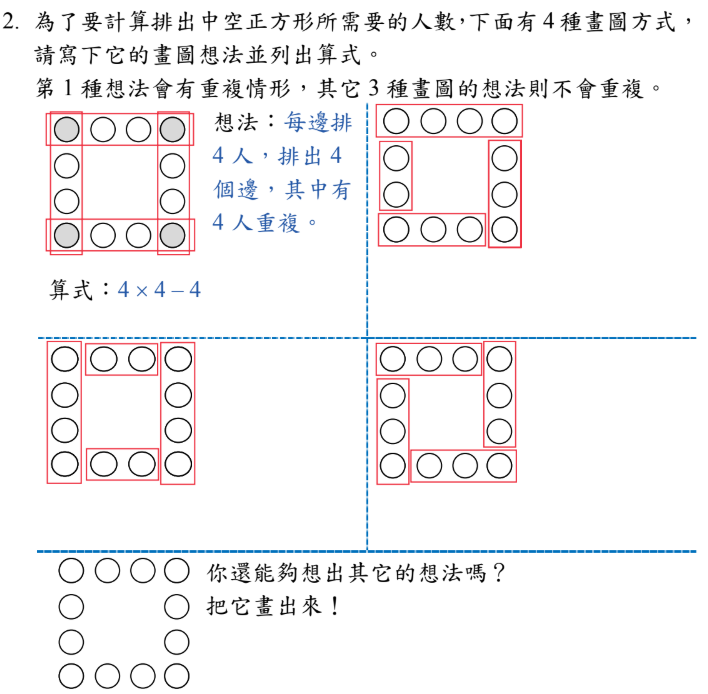 2. 為了要計算排出中空正方形所需要的人數,下面有4種畫圖方式,
請寫下它的畫圖想法並列出算式。
第1種想法會有重複情形,其它3種畫圖的想法則不會重複。
想法:每邊排
4人,排出4
個邊,其中有
4人重複。
算式:4 × 4 – 4
你還能夠想出其它的想法嗎?
把它畫出來!